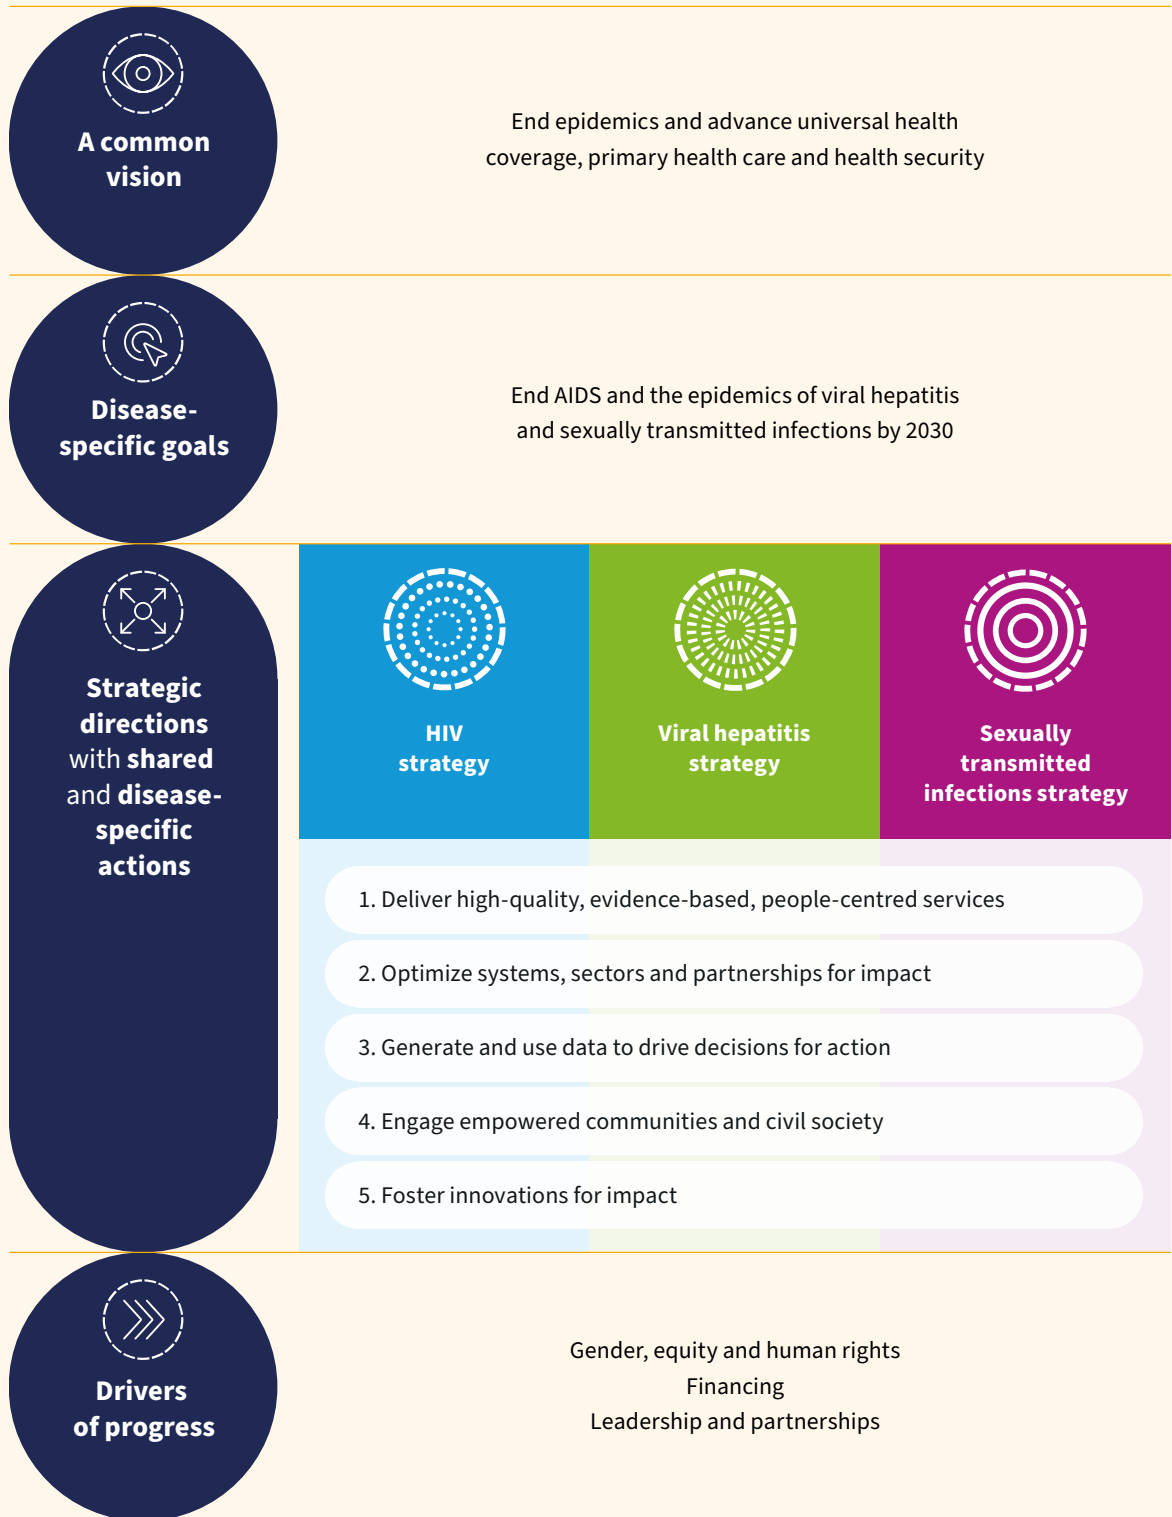 A common
vision
End epidemics and advance universal health
coverage, primary health care and health security
Disease-
specific goals
End AIDS and the epidemics of viral hepatitis
and sexually transmitted infections by 2030
Strategic
directions
with shared
and disease-
specific
actions
HIV
strategy
Viral hepatitis
strategy
Sexually
transmitted
infections strategy
1. Deliver high-quality, evidence-based, people-centred services
2. Optimize systems, sectors and partnerships for impact
3. Generate and use data to drive decisions for action
4. Engage empowered communities and civil society
5. Foster innovations for impact
Drivers
of progress
Gender, equity and human rights
Financing
Leadership and partnerships